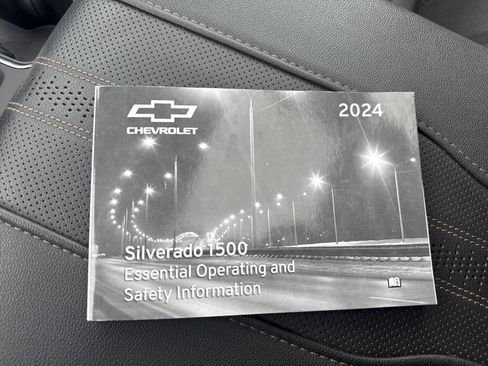 2024
CHEVROLET
Silverado 1500
Essential Operating and
Safety Information